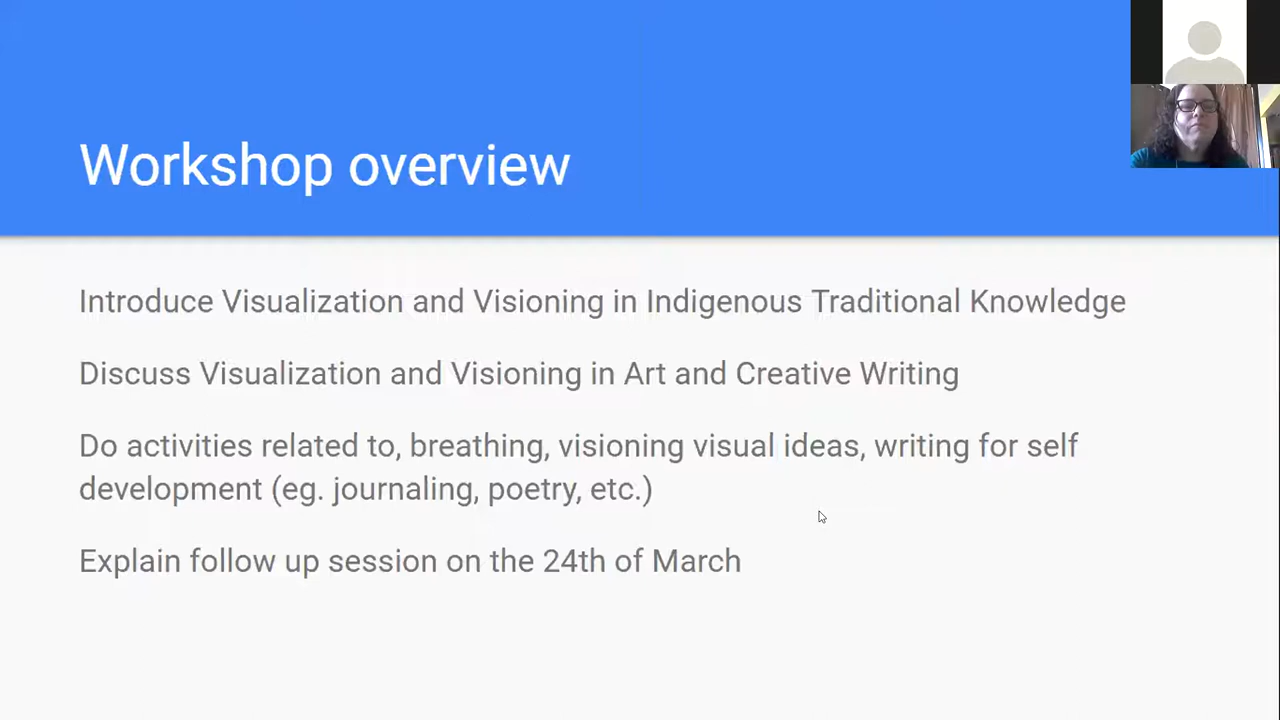 Workshop overview
Introduce Visualization and Visioning in Indigenous Traditional Knowledge
Discuss Visualization and Visioning in Art and Creative Writing
Do activities related to, breathing, visioning visual ideas, writing for self
development (eg. journaling, poetry, etc.)
Explain follow up session on the 24th of March